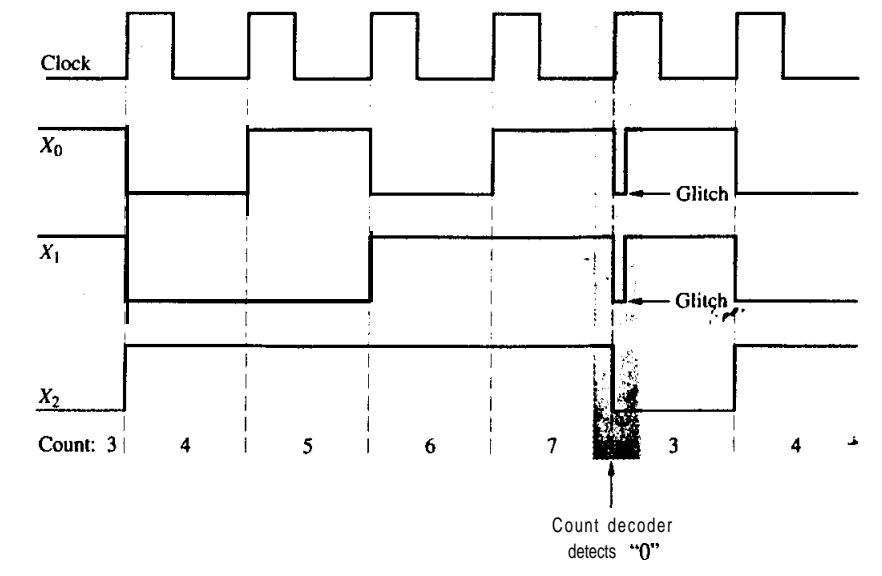 Clock
X₀
Glitch
X₁
Glitch
X₂
Count: 3 4 5 6 7 3 4
Count decoder
detects “0”